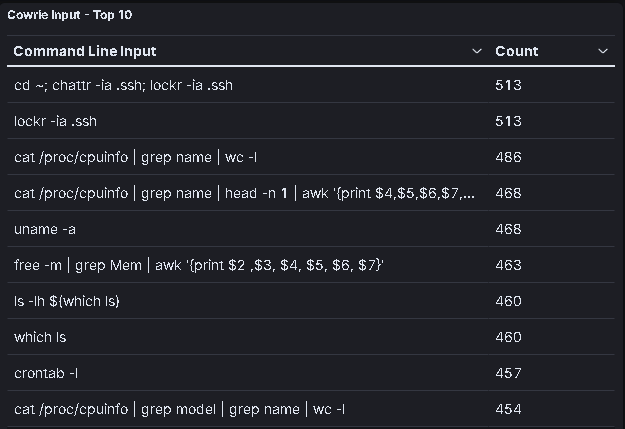 Cowrie Input - Top 10
Command Line Input Count
cd ~; chattr -ia .ssh; lockr -ia .ssh 513
lockr -ia .ssh 513
cat /proc/cpuinfo | grep name | wc -l 486
cat /proc/cpuinfo | grep name | head -n 1 | awk '{print $4,$5,$6,$7,... 468
uname -a 468
free -m | grep Mem | awk '{print $2 ,$3, $4, $5, $6, $7}' 463
ls -lh $(which ls) 460
which ls 460
crontab -l 457
cat /proc/cpuinfo | grep model | grep name | wc -l 454